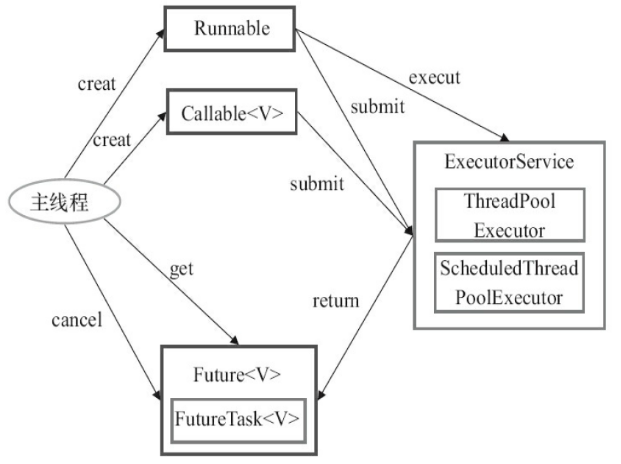 Runnable
creat
execut
submit
Callable<V>
creat
ExecutorService
submit
主线程
ThreadPool
Executor
get
ScheduledThread
PoolExecutor
return
cancel
Future<V>
FutureTask<V>